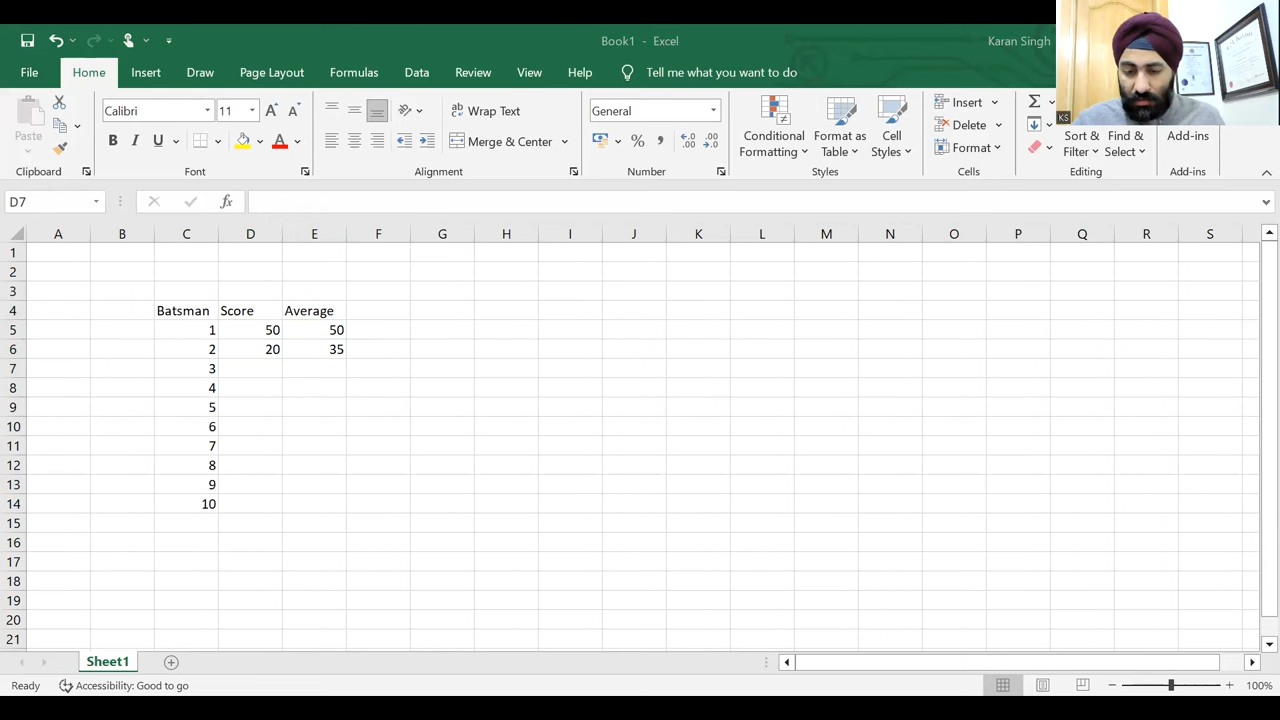 Book1 - Excel
Karan Singh
File Home Insert Draw Page Layout Formulas Data Review View Help Tell me what you want to do
Paste
Clipboard
Calibri 11
B I U A
Font
Wrap Text
Merge & Center
Alignment
General
% ,
Number
Conditional Formatting
Format as Table
Cell Styles
Styles
Insert
Delete
Format
Cells
Sort & Filter
Find & Select
Editing
Add-ins
Add-ins
KS
D7 fx
A B C D E F G H I J K L M N O P Q R S
1
2
3
4 Batsman Score Average
5 1 50 50
6 2 20 35
7 3
8 4
9 5
10 6
11 7
12 8
13 9
14 10
15
16
17
18
19
20
21
Sheet1
Ready Accessibility: Good to go 100%